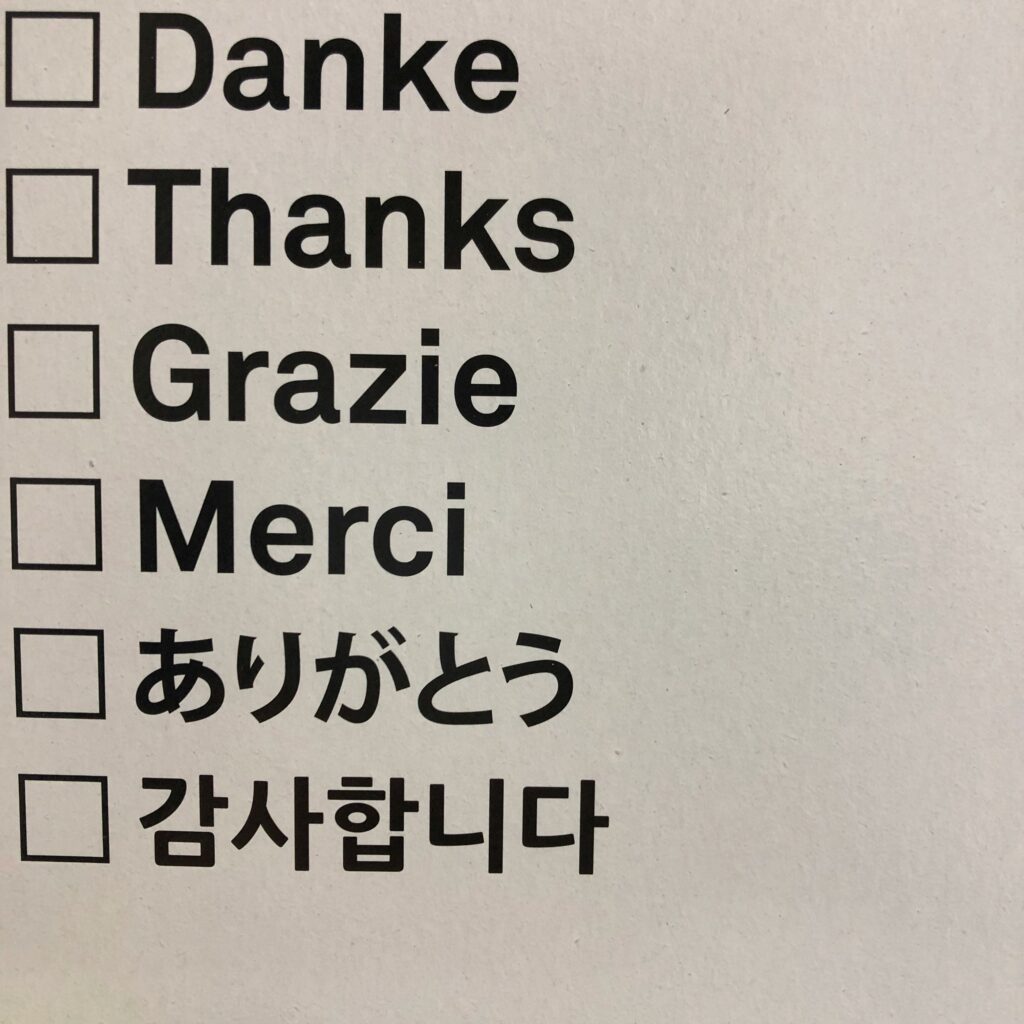 Danke
Thanks
Grazie
Merci
ありがとう
감사합니다